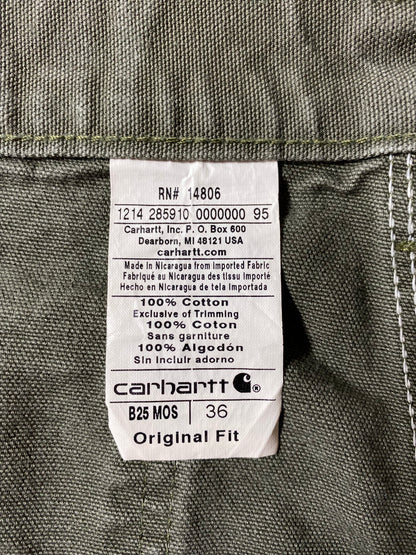 RN# 14806
1214 285910 0000000 95
Carhartt, Inc. P.O. Box 600
Dearborn, MI 48121 USA
carhartt.com
Made in Nicaragua from Imported Fabric
Fabriqué au Nicaragua des Tissu Importé
Hecho en Nicaragua de tela Importada
100% Cotton
Exclusive of Trimming
100% Coton
Sans garniture
100% Algodón
Sin incluir adorno
carhartt ®
B25 MOS | 36
Original Fit